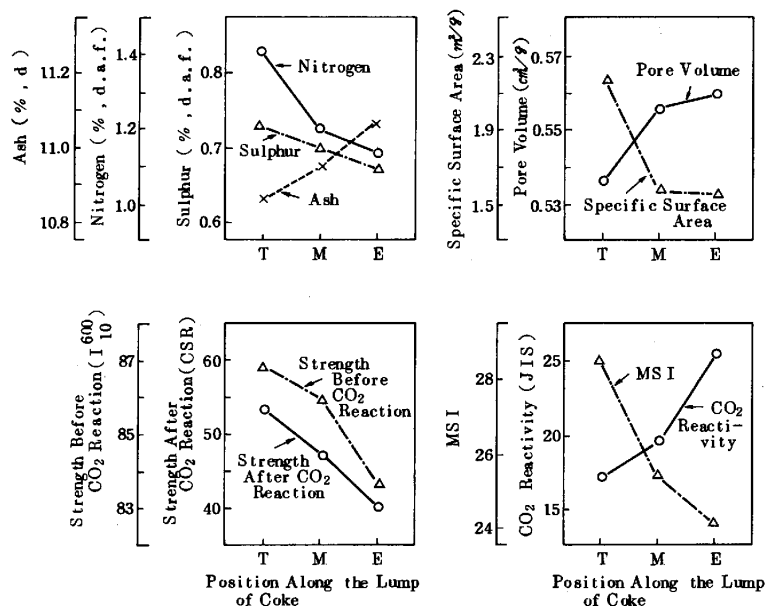 Ash (%, d)
11.2
11.0
10.8
Nitrogen (%, d.a.f.)
1.4
1.2
1.0
Sulphur (%, d.a.f.)
0.8
0.7
0.6
Nitrogen
Sulphur
Ash
T M E
Specific Surface Area (m²/g)
2.2
1.9
1.6
Pore Volume (cm³/g)
0.57
0.55
0.53
Pore Volume
Specific Surface
Area
T M E
Strength Before
CO2 Reaction (I 600 10)
87
85
83
Strength After
CO2 Reaction (CSR)
60
50
40
Strength
Before
CO2
Reaction
Strength
After CO2
Reaction
T M E
Position Along the Lump
of Coke
MSI
28
26
24
CO2 Reactivity (JIS)
25
20
15
MSI
CO2
Reacti-
vity
T M E
Position Along the Lump
of Coke